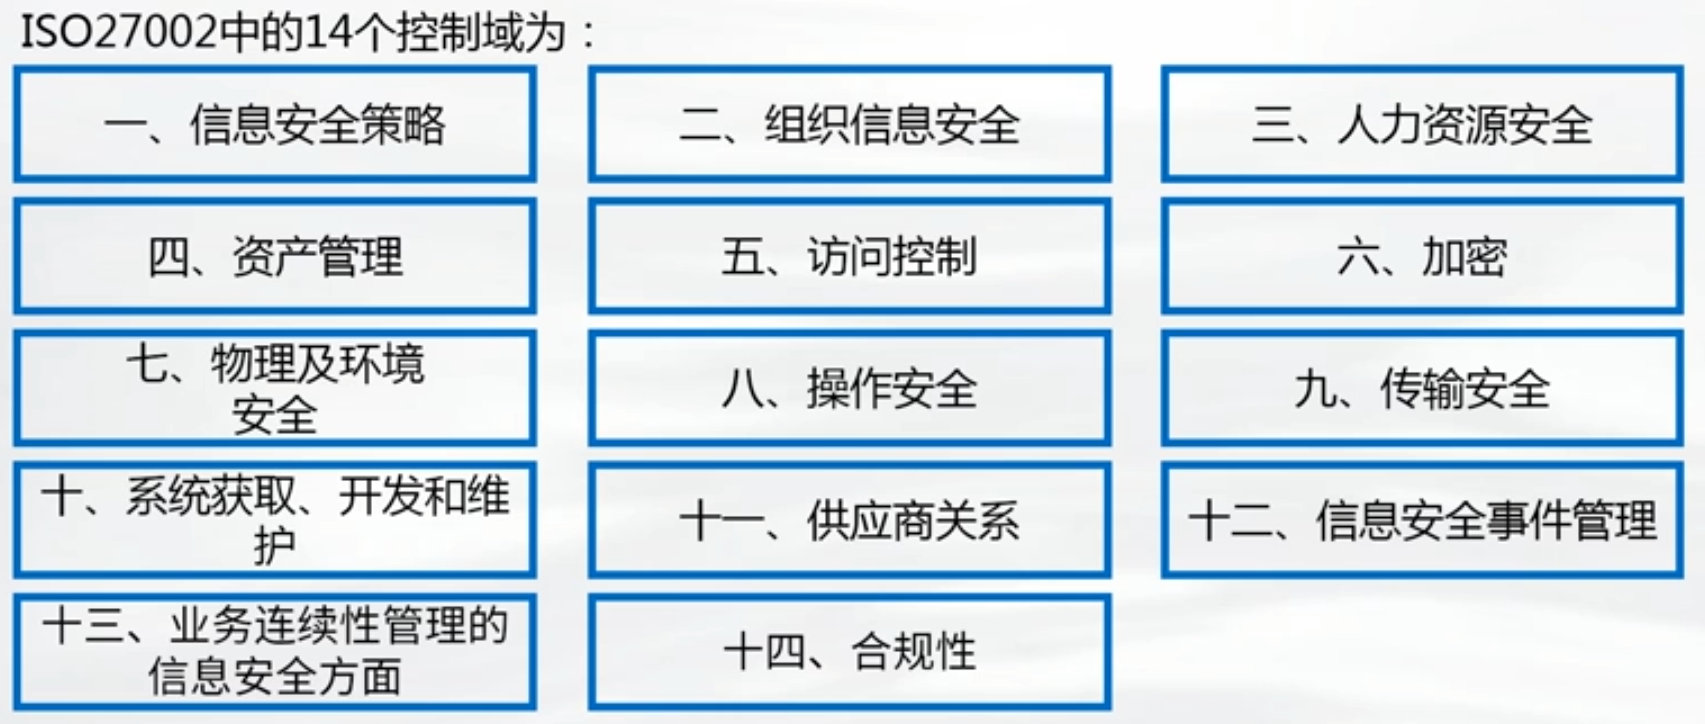 ISO27002中的14个控制域为：
一、信息安全策略
二、组织信息安全
三、人力资源安全
四、资产管理
五、访问控制
六、加密
七、物理及环境
安全
八、操作安全
九、传输安全
十、系统获取、开发和维
护
十一、供应商关系
十二、信息安全事件管理
十三、业务连续性管理的
信息安全方面
十四、合规性